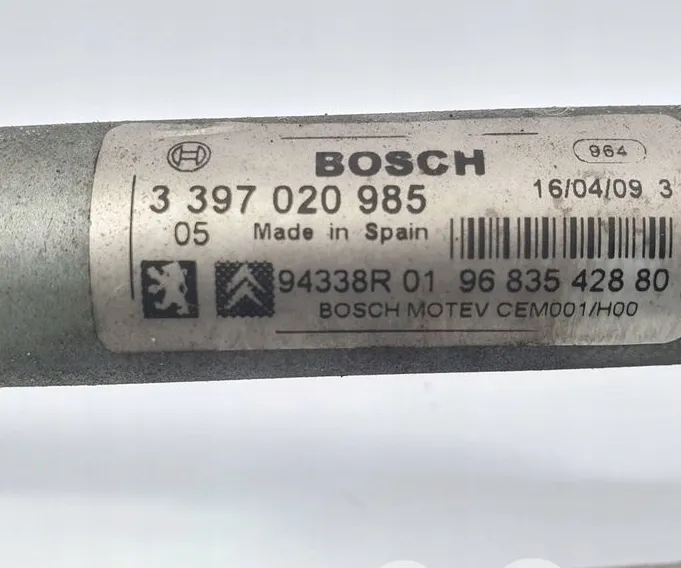 BOSCH
964
3 397 020 985
16/04/09 3
05 Made in Spain
94338R 01 96 835 428 80
BOSCH MOTEV CEM001/H00